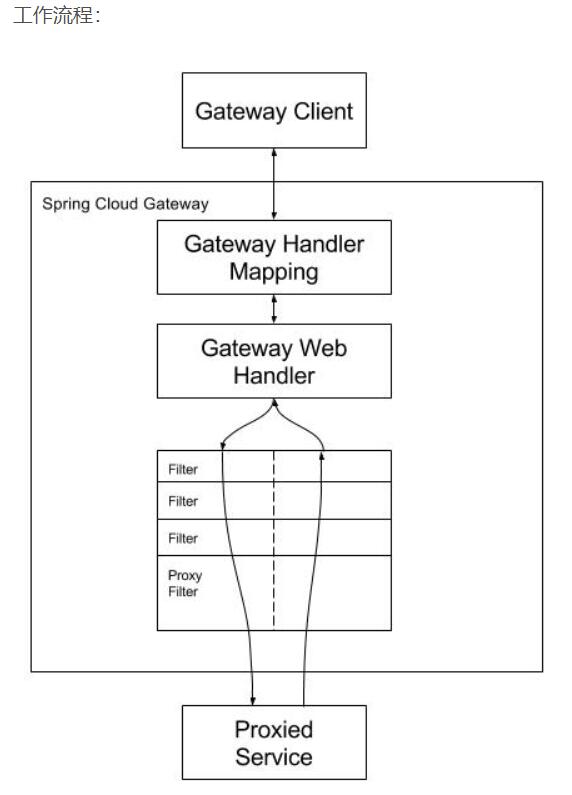 工作流程：
Gateway Client
Spring Cloud Gateway
Gateway Handler
Mapping
Gateway Web
Handler
Filter
Filter
Filter
Proxy
Filter
Proxied
Service